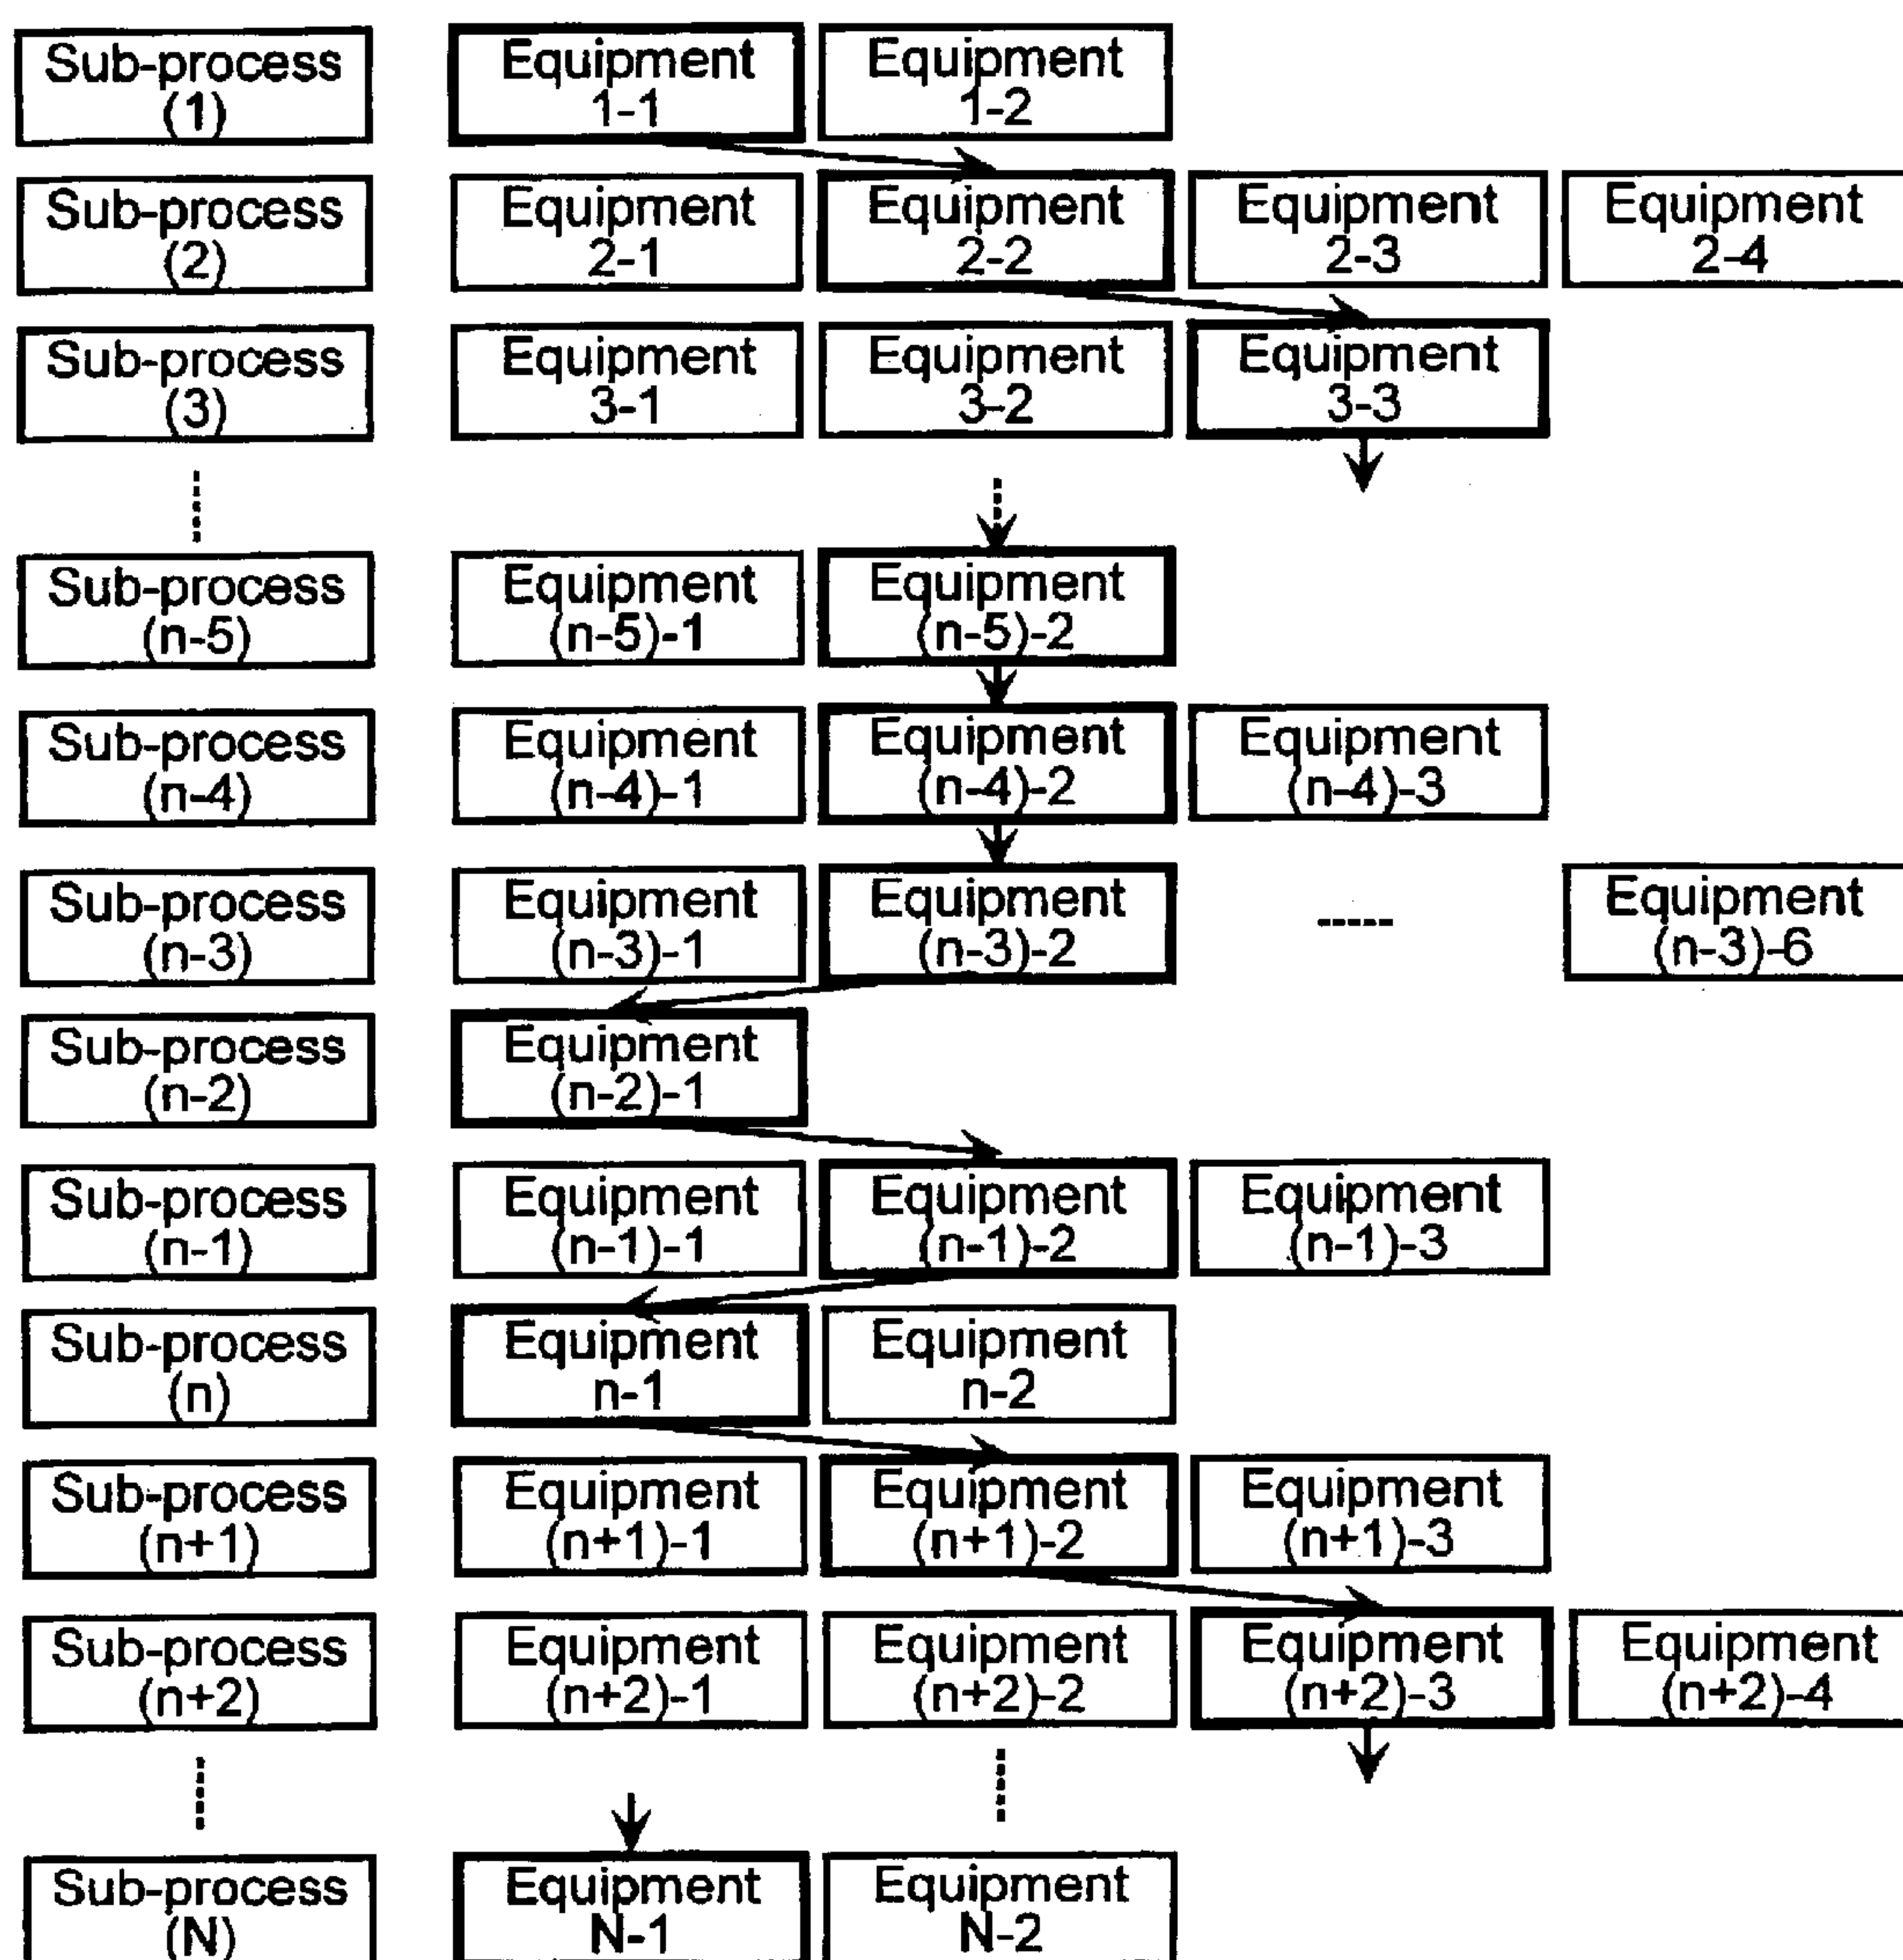 Sub-process
(1)
Equipment
1-1
Equipment
1-2
Sub-process
(2)
Equipment
2-1
Equipment
2-2
Equipment
2-3
Equipment
2-4
Sub-process
(3)
Equipment
3-1
Equipment
3-2
Equipment
3-3
Sub-process
(n-5)
Equipment
(n-5)-1
Equipment
(n-5)-2
Sub-process
(n-4)
Equipment
(n-4)-1
Equipment
(n-4)-2
Equipment
(n-4)-3
Sub-process
(n-3)
Equipment
(n-3)-1
Equipment
(n-3)-2
Equipment
(n-3)-6
Sub-process
(n-2)
Equipment
(n-2)-1
Sub-process
(n-1)
Equipment
(n-1)-1
Equipment
(n-1)-2
Equipment
(n-1)-3
Sub-process
(n)
Equipment
n-1
Equipment
n-2
Sub-process
(n+1)
Equipment
(n+1)-1
Equipment
(n+1)-2
Equipment
(n+1)-3
Sub-process
(n+2)
Equipment
(n+2)-1
Equipment
(n+2)-2
Equipment
(n+2)-3
Equipment
(n+2)-4
Sub-process
(N)
Equipment
N-1
Equipment
N-2